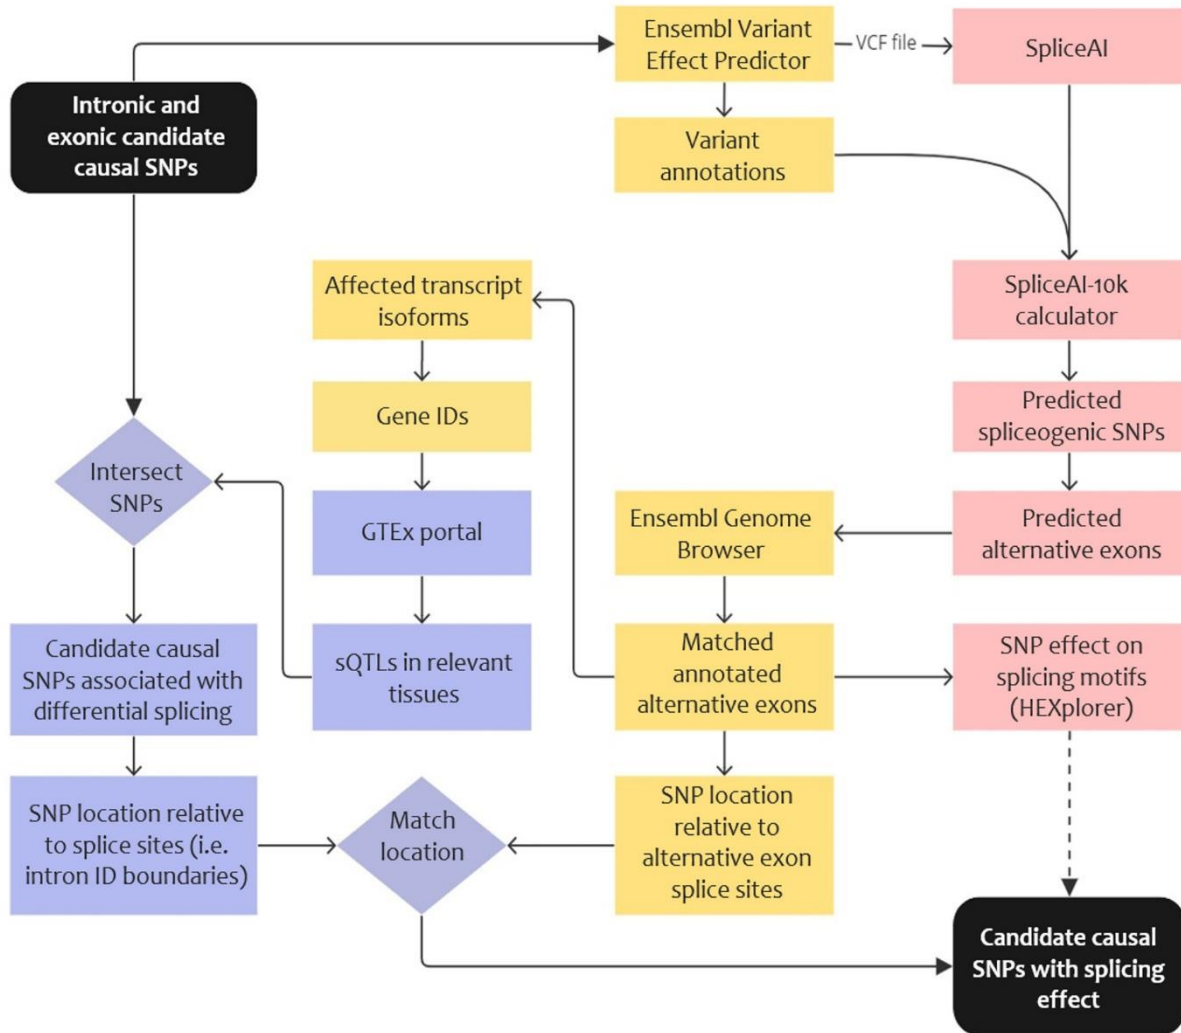 Ensembl Variant
Effect Predictor
VCF file
SpliceAI
Intronic and
exonic candidate
causal SNPs
Variant
annotations
Affected transcript
isoforms
SpliceAI-10k
calculator
Gene IDs
Predicted
spliceogenic SNPs
Intersect
SNPs
GTEx portal
Ensembl Genome
Browser
Predicted
alternative exons
Candidate causal
SNPs associated with
differential splicing
sQTLs in relevant
tissues
Matched
annotated
alternative exons
SNP effect on
splicing motifs
(HEXplorer)
SNP location relative
to splice sites (i.e.
intron ID boundaries)
Match
location
SNP location
relative to
alternative exon
splice sites
Candidate causal
SNPs with splicing
effect